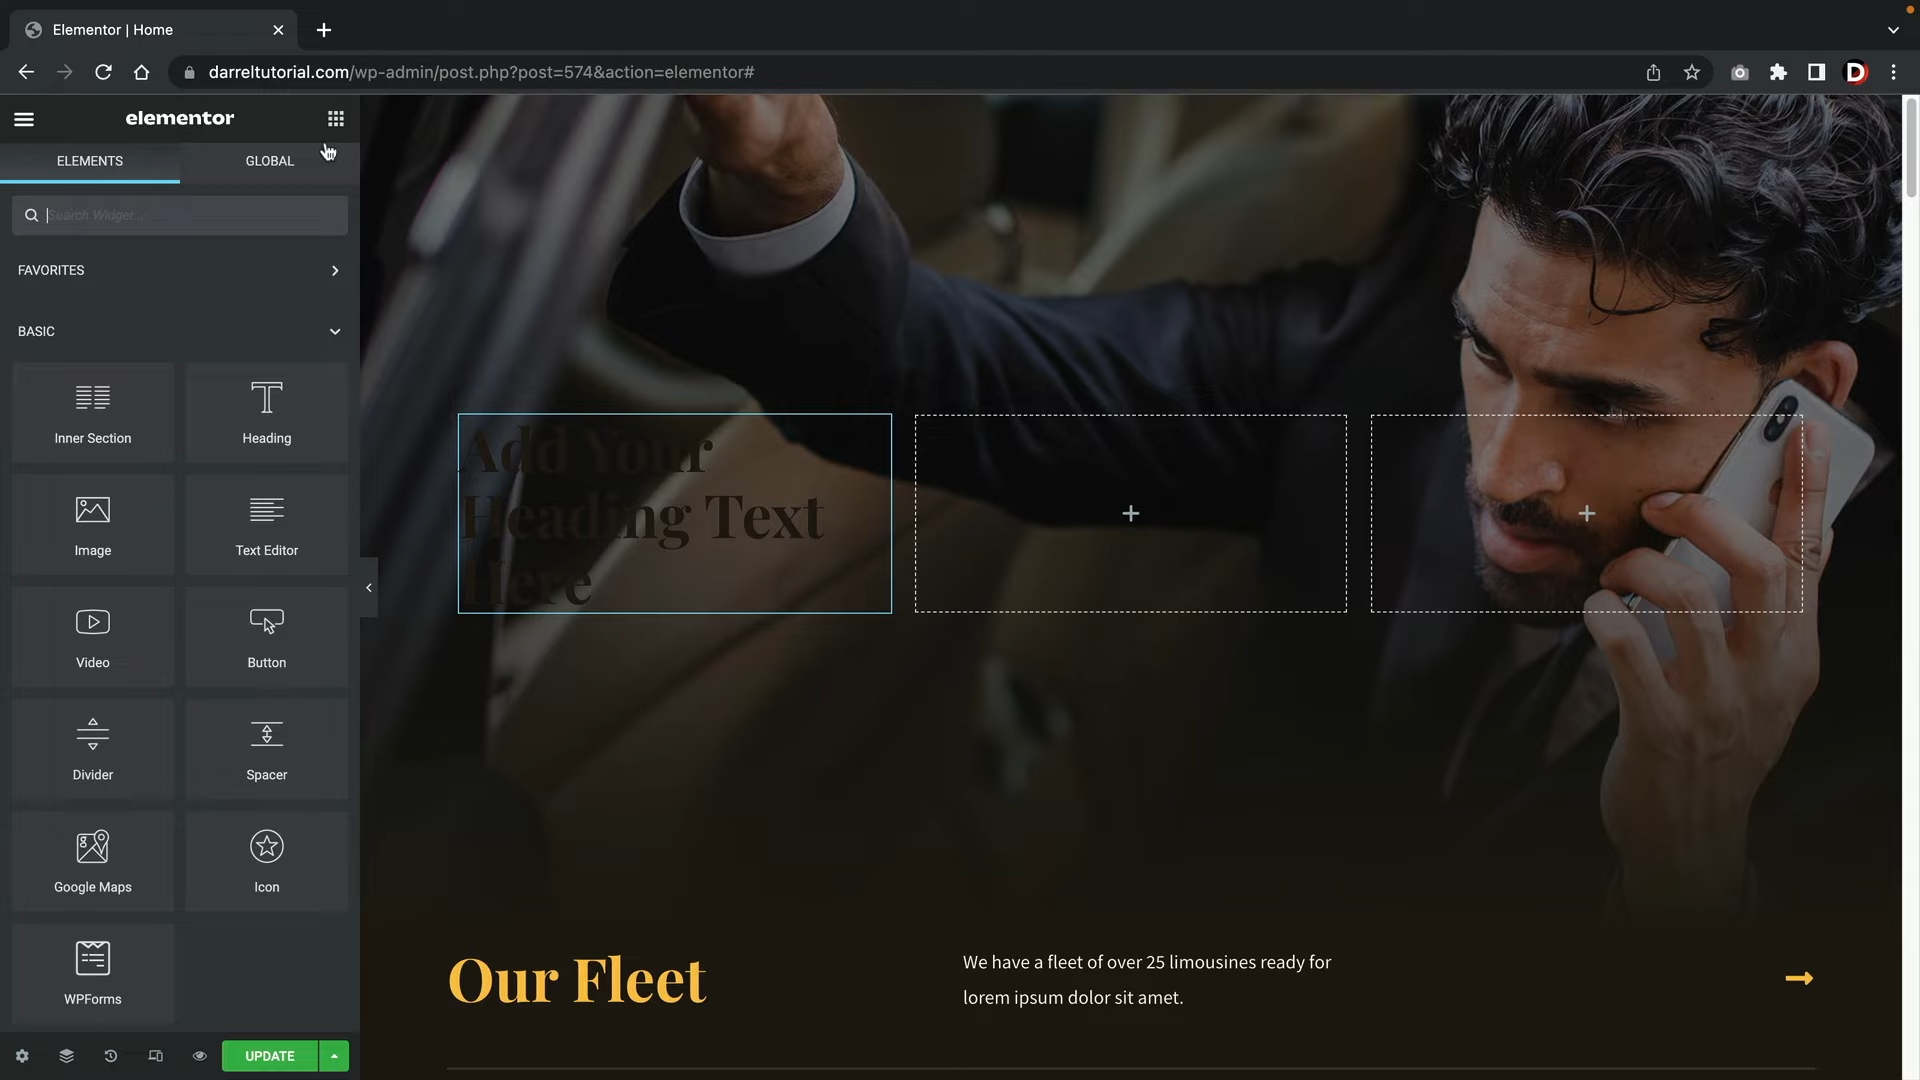 Elementor | Home
darreltutorial.com/wp-admin/post.php?post=574&action=elementor#
elementor
ELEMENTS
GLOBAL
Search Widget...
FAVORITES
BASIC
Inner Section
Heading
Image
Text Editor
Video
Button
Divider
Spacer
Google Maps
Icon
WPForms
UPDATE
Add Your
Heading Text
Here
Our Fleet
We have a fleet of over 25 limousines ready for
lorem ipsum dolor sit amet.